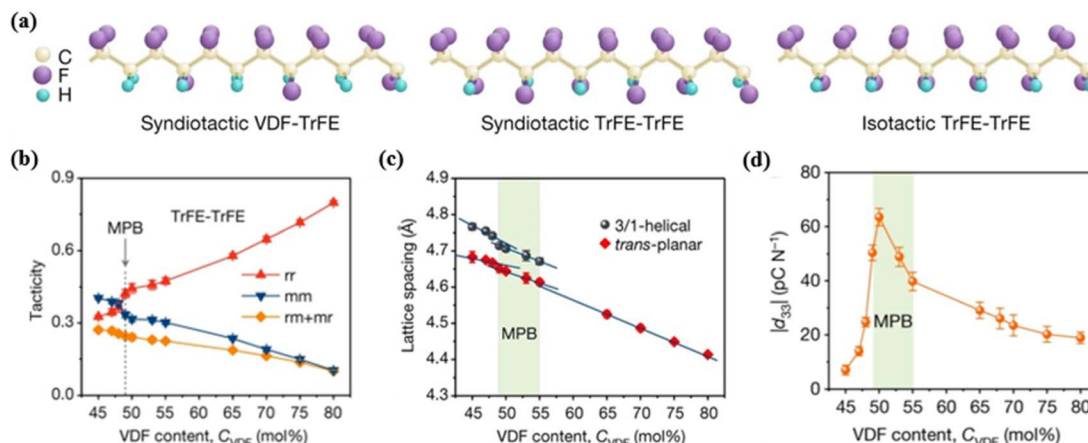 (a)
C
F
H
Syndiotactic VDF-TrFE
Syndiotactic TrFE-TrFE
Isotactic TrFE-TrFE
(b)
0.9
0.6
0.3
0.0
Tacticity
MPB
TrFE-TrFE
rr
mm
rm+mr
45 50 55 60 65 70 75 80
VDF content, CVDF (mol%)
(c)
4.9
4.8
4.7
4.6
4.5
4.4
4.3
Lattice spacing (Å)
3/1-helical
trans-planar
MPB
45 50 55 60 65 70 75 80
VDF content, CVDF (mol%)
(d)
80
60
40
20
0
|d33| (pC N−1)
MPB
45 50 55 60 65 70 75 80
VDF content, CVDF (mol%)